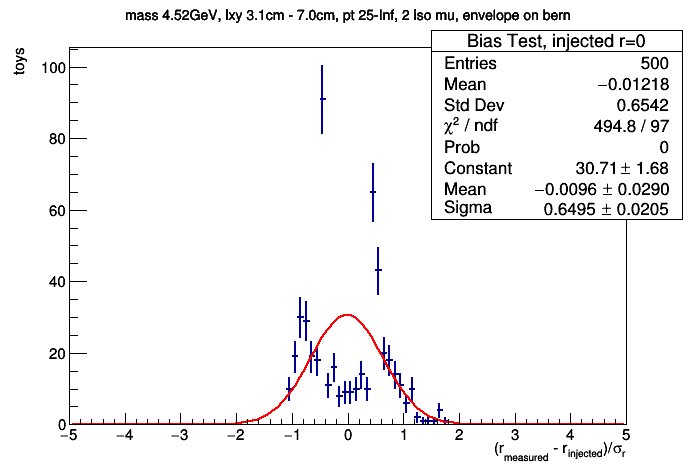 mass 4.52GeV, lxy 3.1cm - 7.0cm, pt 25-Inf, 2 Iso mu, envelope on bern
Bias Test, injected r=0
Entries 500
Mean −0.01218
Std Dev 0.6542
χ² / ndf 494.8 / 97
Prob 0
Constant 30.71 ± 1.68
Mean −0.0096 ± 0.0290
Sigma 0.6495 ± 0.0205
toys
100
80
60
40
20
0
−5 −4 −3 −2 −1 0 1 2 3 4 5
(r_measured - r_injected)/σ_r